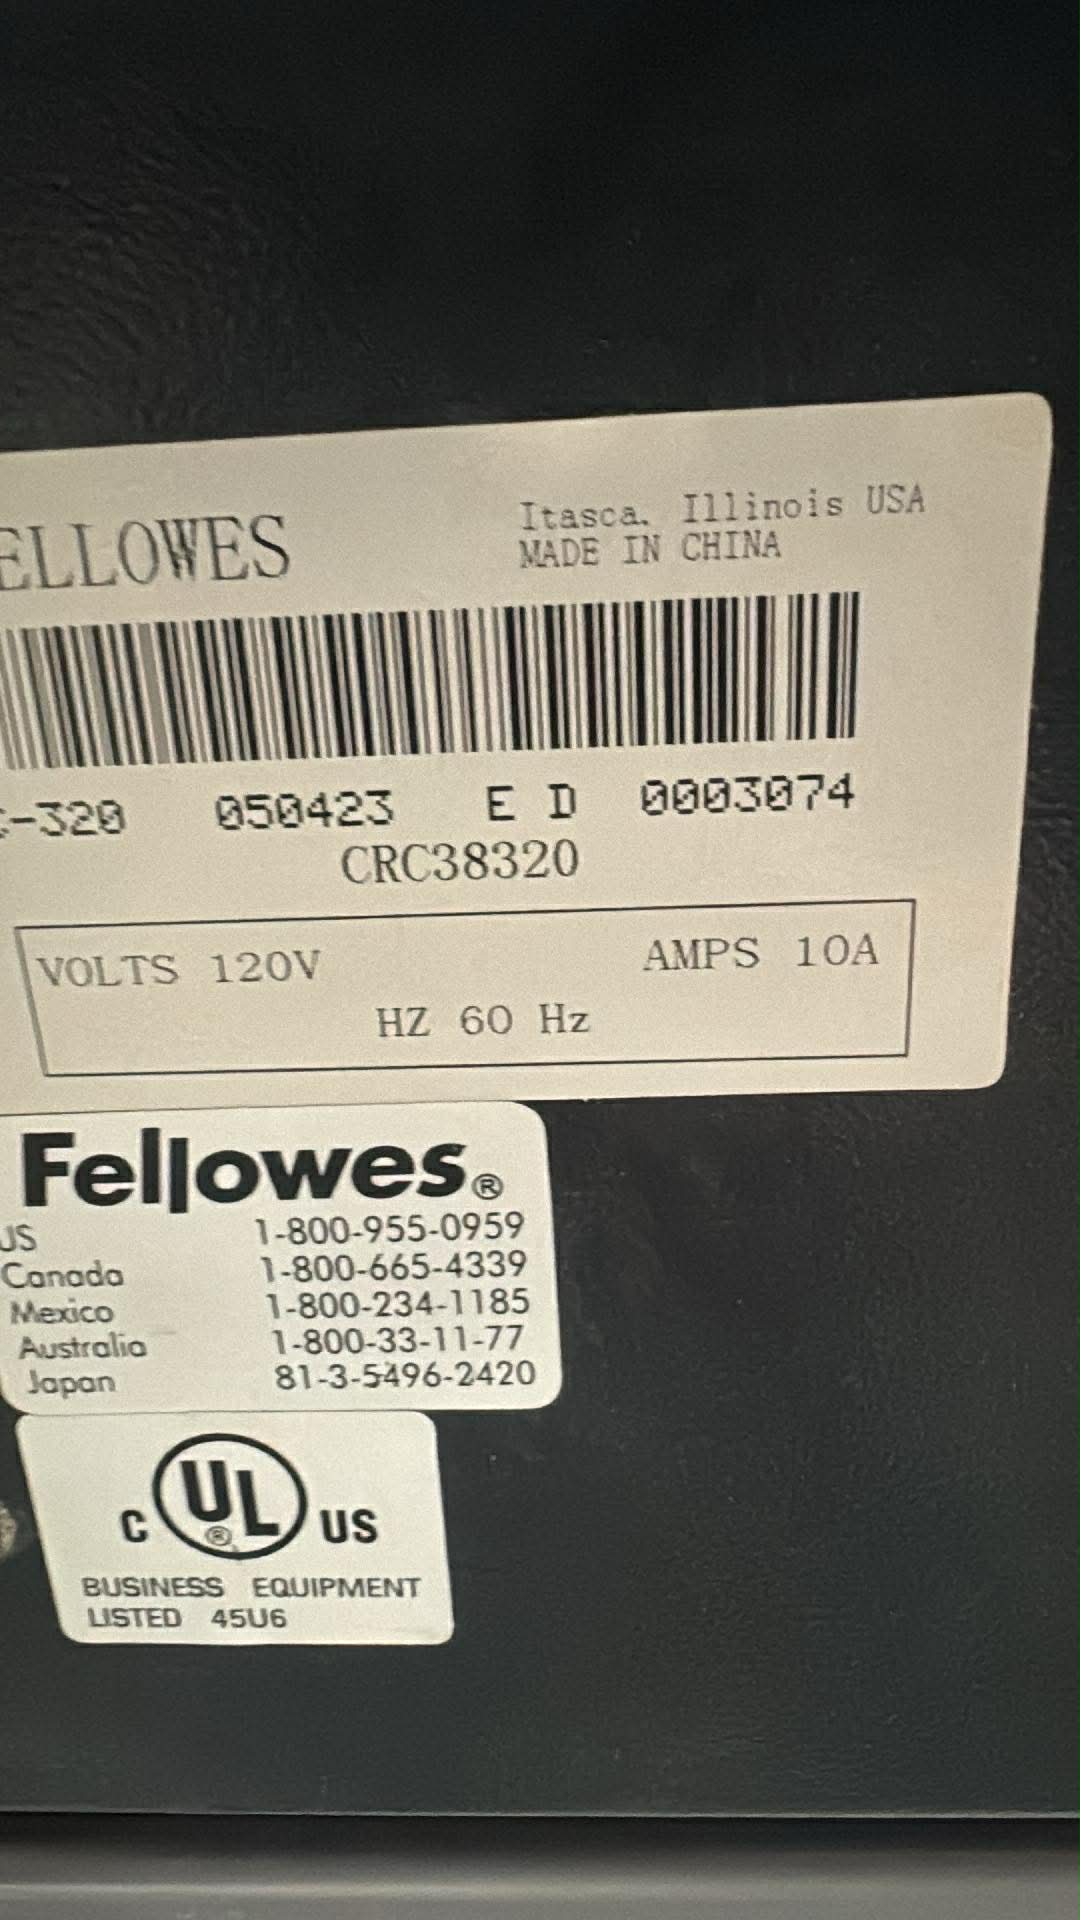 ELLOWES
Itasca. Illinois USA
MADE IN CHINA
-320 050423 E D 0003074
CRC38320
VOLTS 120V AMPS 10A
HZ 60 Hz
Fellowes®
US 1-800-955-0959
Canada 1-800-665-4339
Mexico 1-800-234-1185
Australia 1-800-33-11-77
Japan 81-3-5496-2420
C UL® US
BUSINESS EQUIPMENT
LISTED 45U6